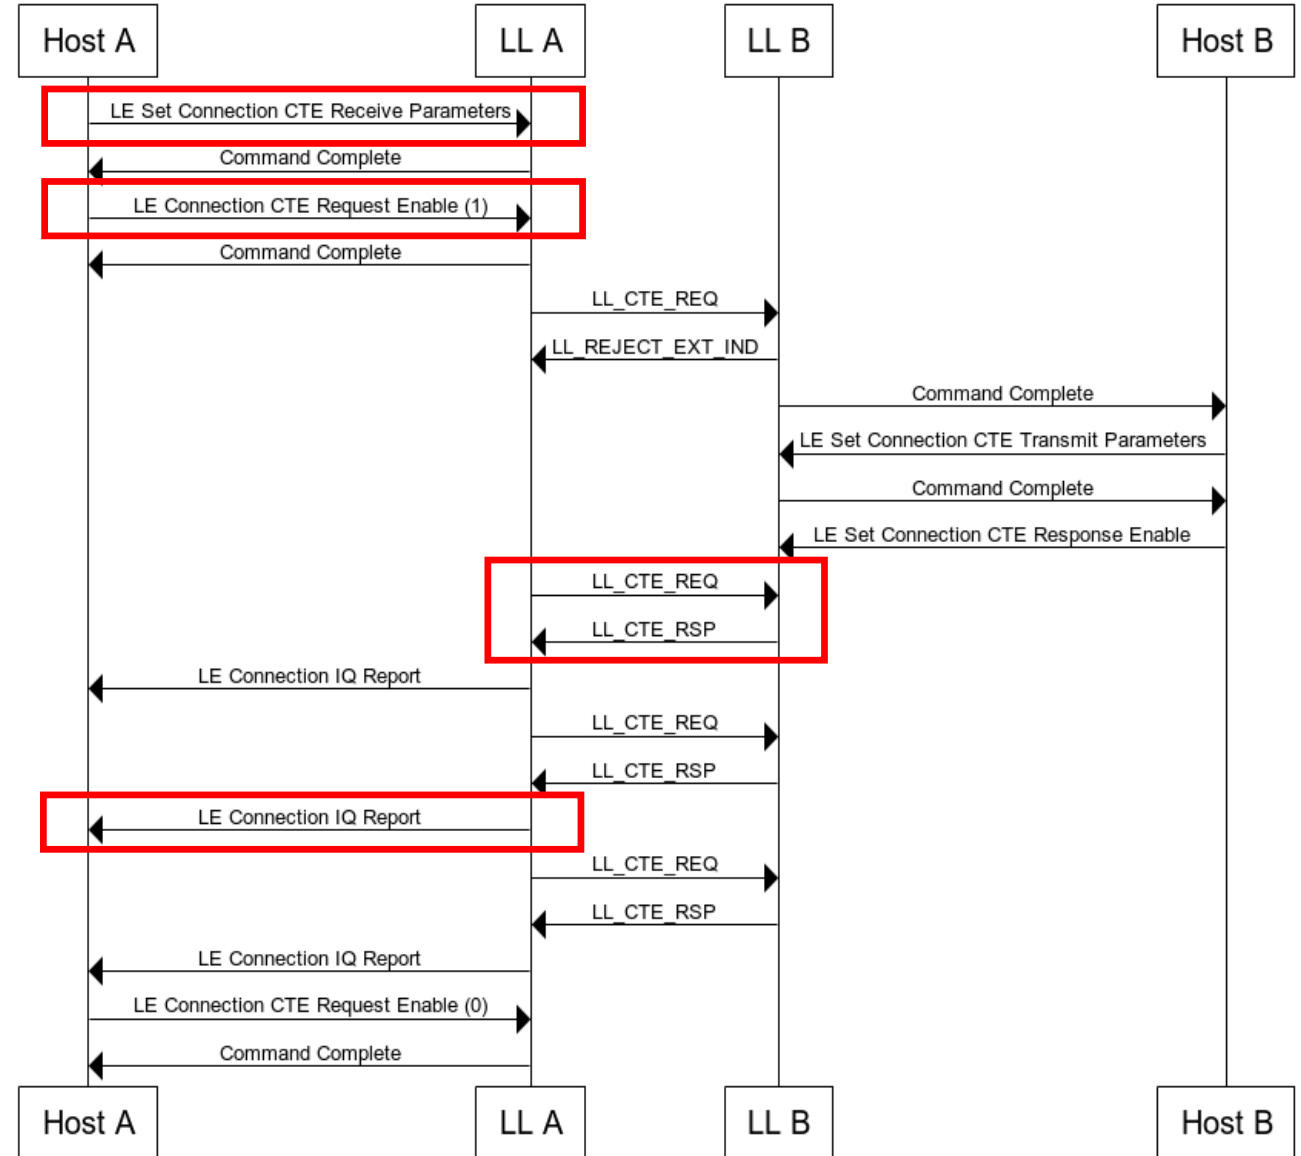 Host A LL A LL B Host B
LE Set Connection CTE Receive Parameters
Command Complete
LE Connection CTE Request Enable (1)
Command Complete
LL_CTE_REQ
LL_REJECT_EXT_IND
Command Complete
LE Set Connection CTE Transmit Parameters
Command Complete
LE Set Connection CTE Response Enable
LL_CTE_REQ
LL_CTE_RSP
LE Connection IQ Report
LL_CTE_REQ
LL_CTE_RSP
LE Connection IQ Report
LL_CTE_REQ
LL_CTE_RSP
LE Connection IQ Report
LE Connection CTE Request Enable (0)
Command Complete
Host A LL A LL B Host B